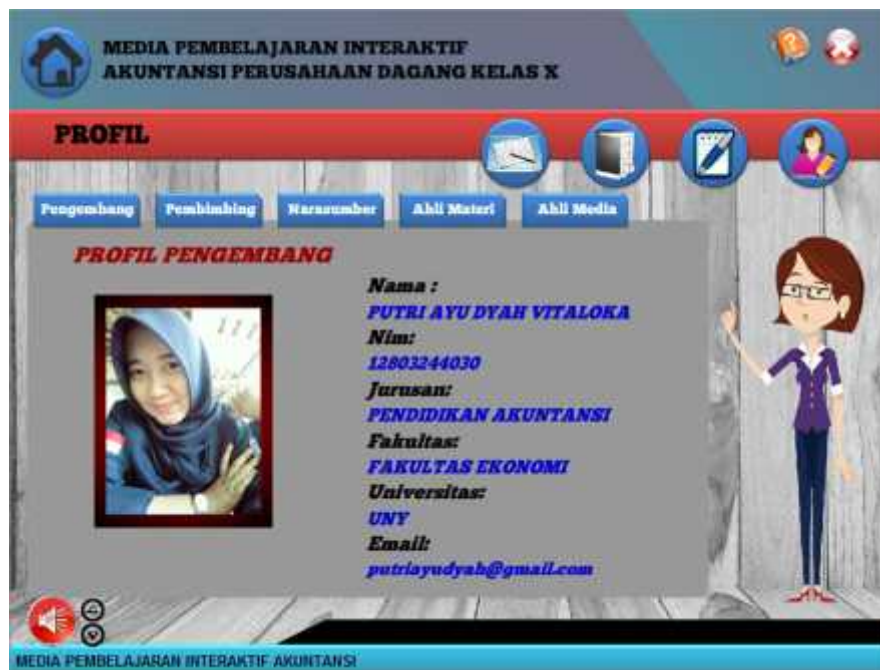 MEDIA PEMBELAJARAN INTERAKTIF
AKUNTANSI PERUSAHAAN DAGANG KELAS X
PROFIL
Pengembang Pembimbing Narasumber Ahli Materi Ahli Media
PROFIL PENGEMBANG
Nama :
PUTRI AYU DYAH VITALOKA
Nim:
12803244030
Jurusan:
PENDIDIKAN AKUNTANSI
Fakultas:
FAKULTAS EKONOMI
Universitas:
UNY
Email:
putriayudyah@gmail.com
MEDIA PEMBELAJARAN INTERAKTIF AKUNTANSI